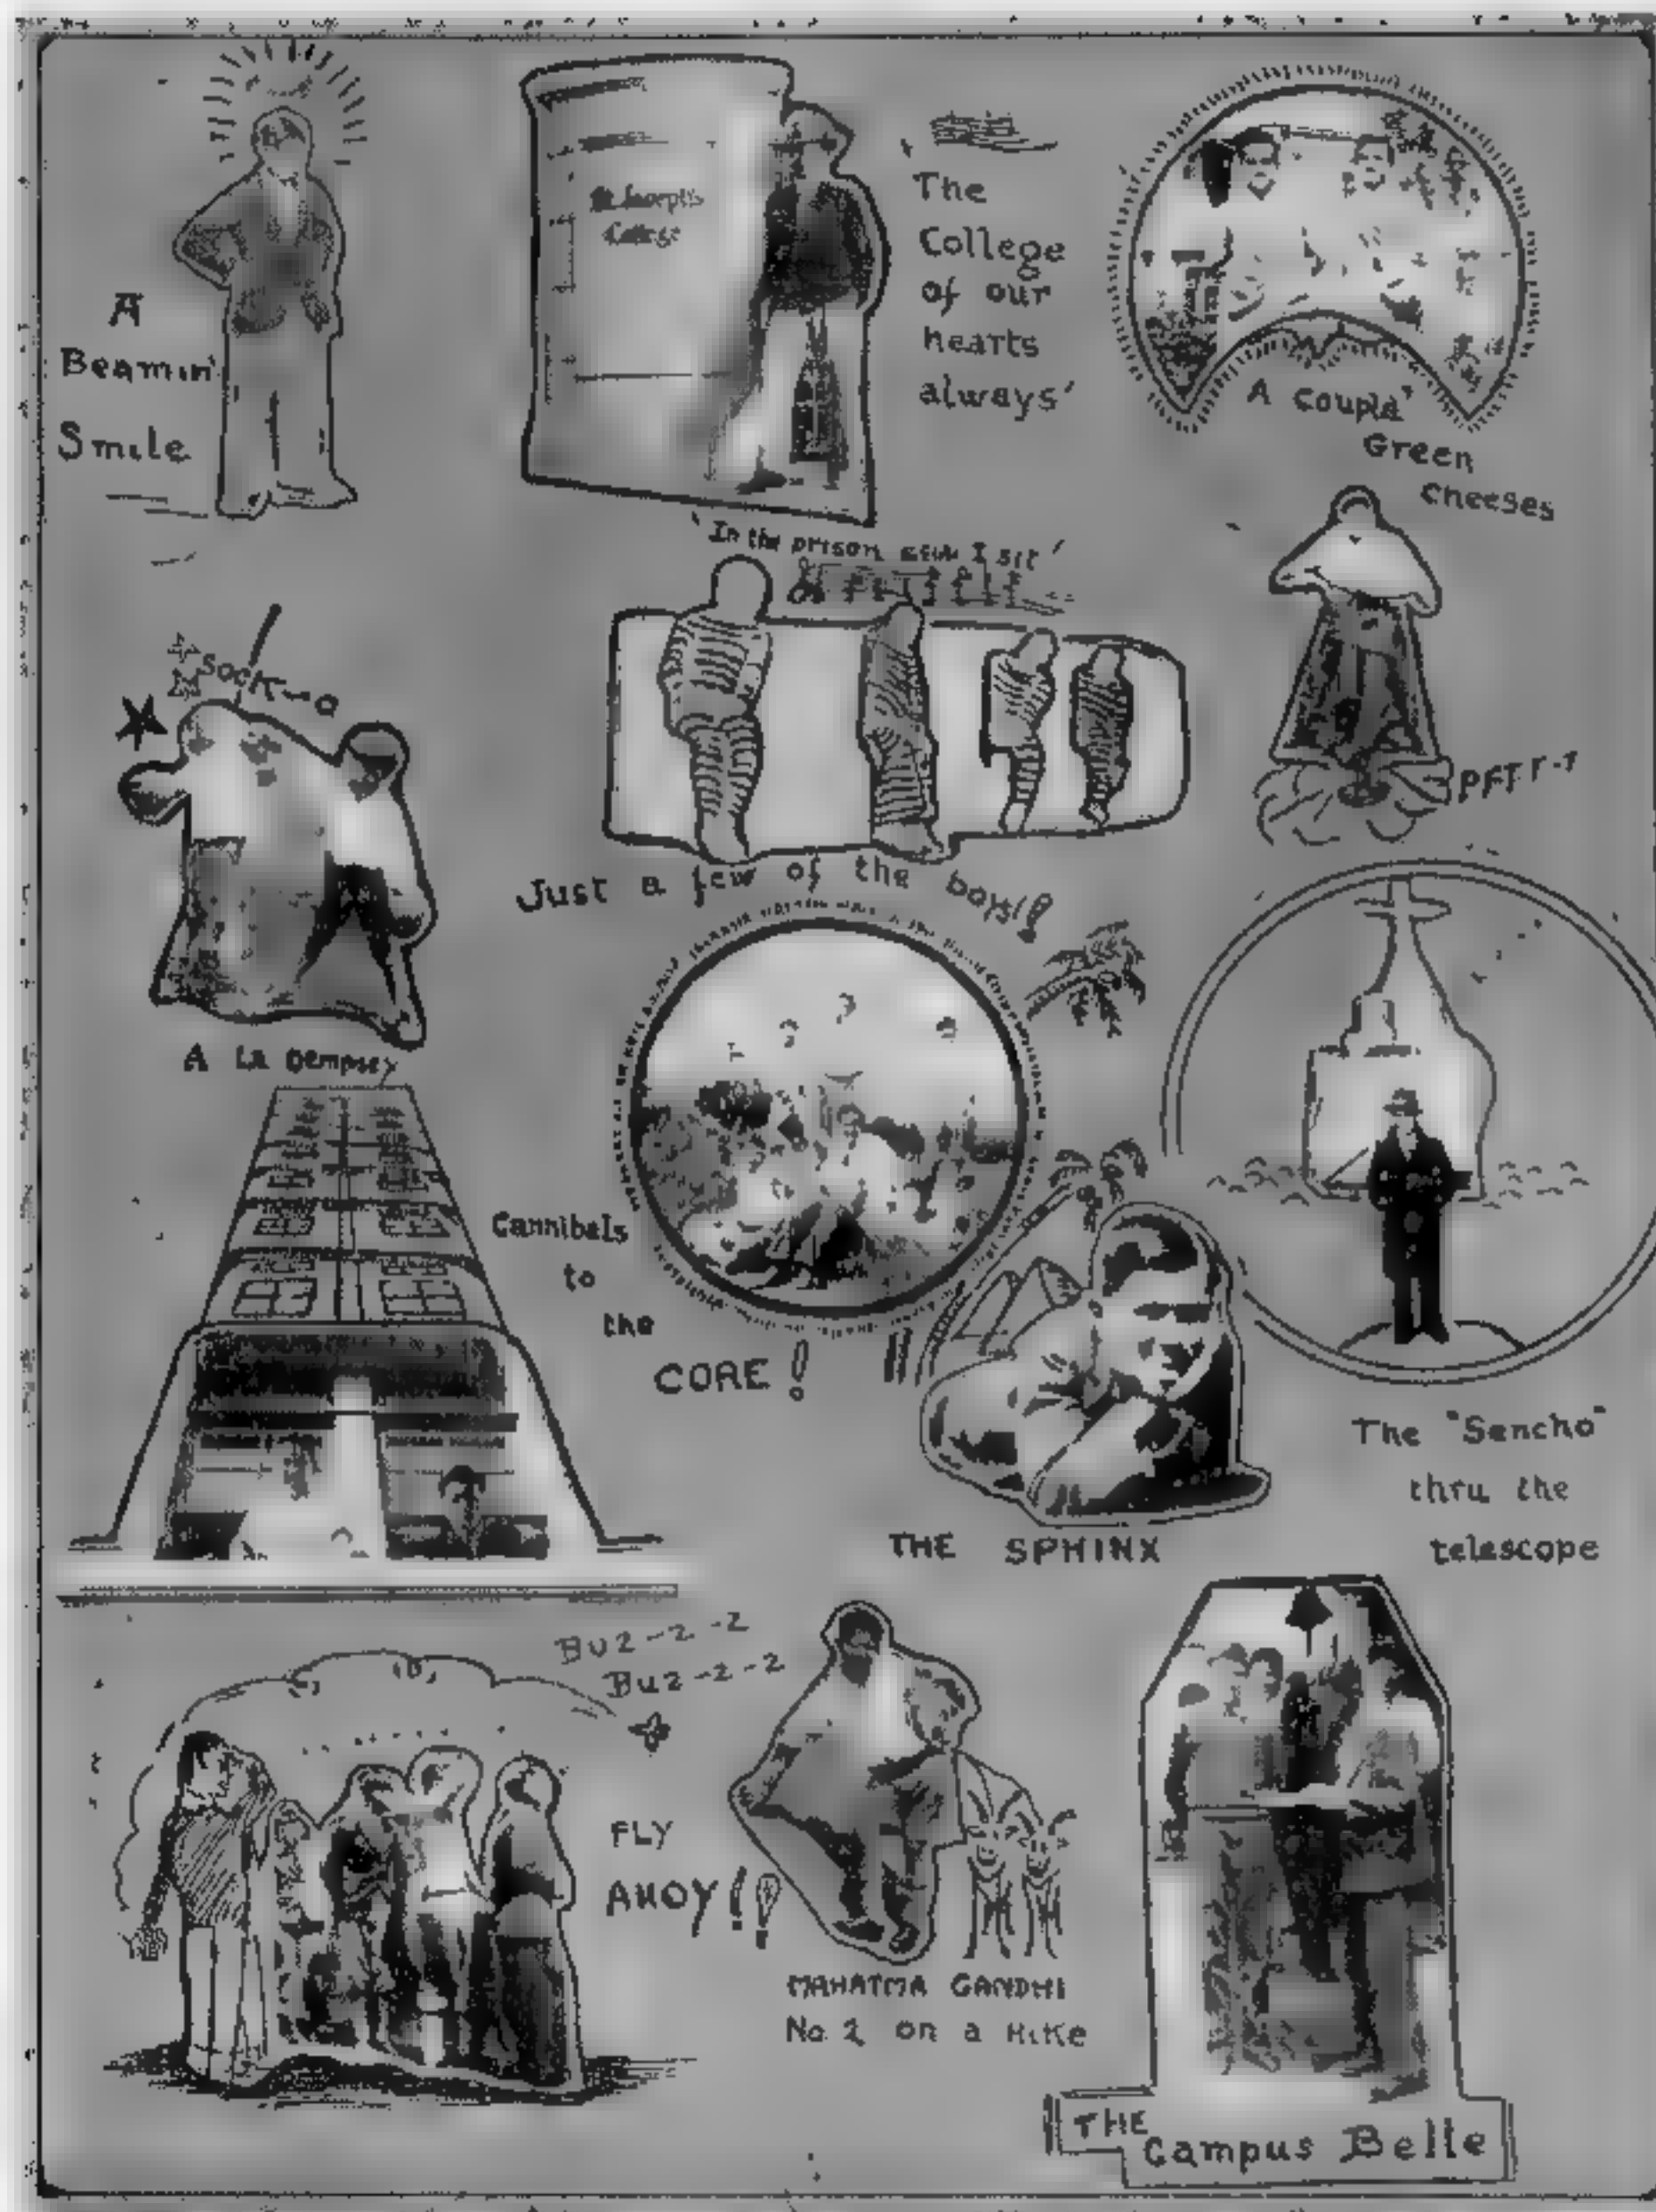 A
Beamin'
Smile
St Joseph's
College
'The
College
of our
hearts
always'
A Coupla'
Green
Cheeses
'In the prison I sit'
Sock—a
PFTT-T
Just a few of the boys!!
A La Dempsey
Cannibals
to
the
CORE!
THE SPHINX
The "Sencho"
thru the
telescope
Buz-z-z
Buz-z-z
FLY
AHOY!!
MAHATMA GANDHI
No 2 on a Hike
THE
Campus Belle